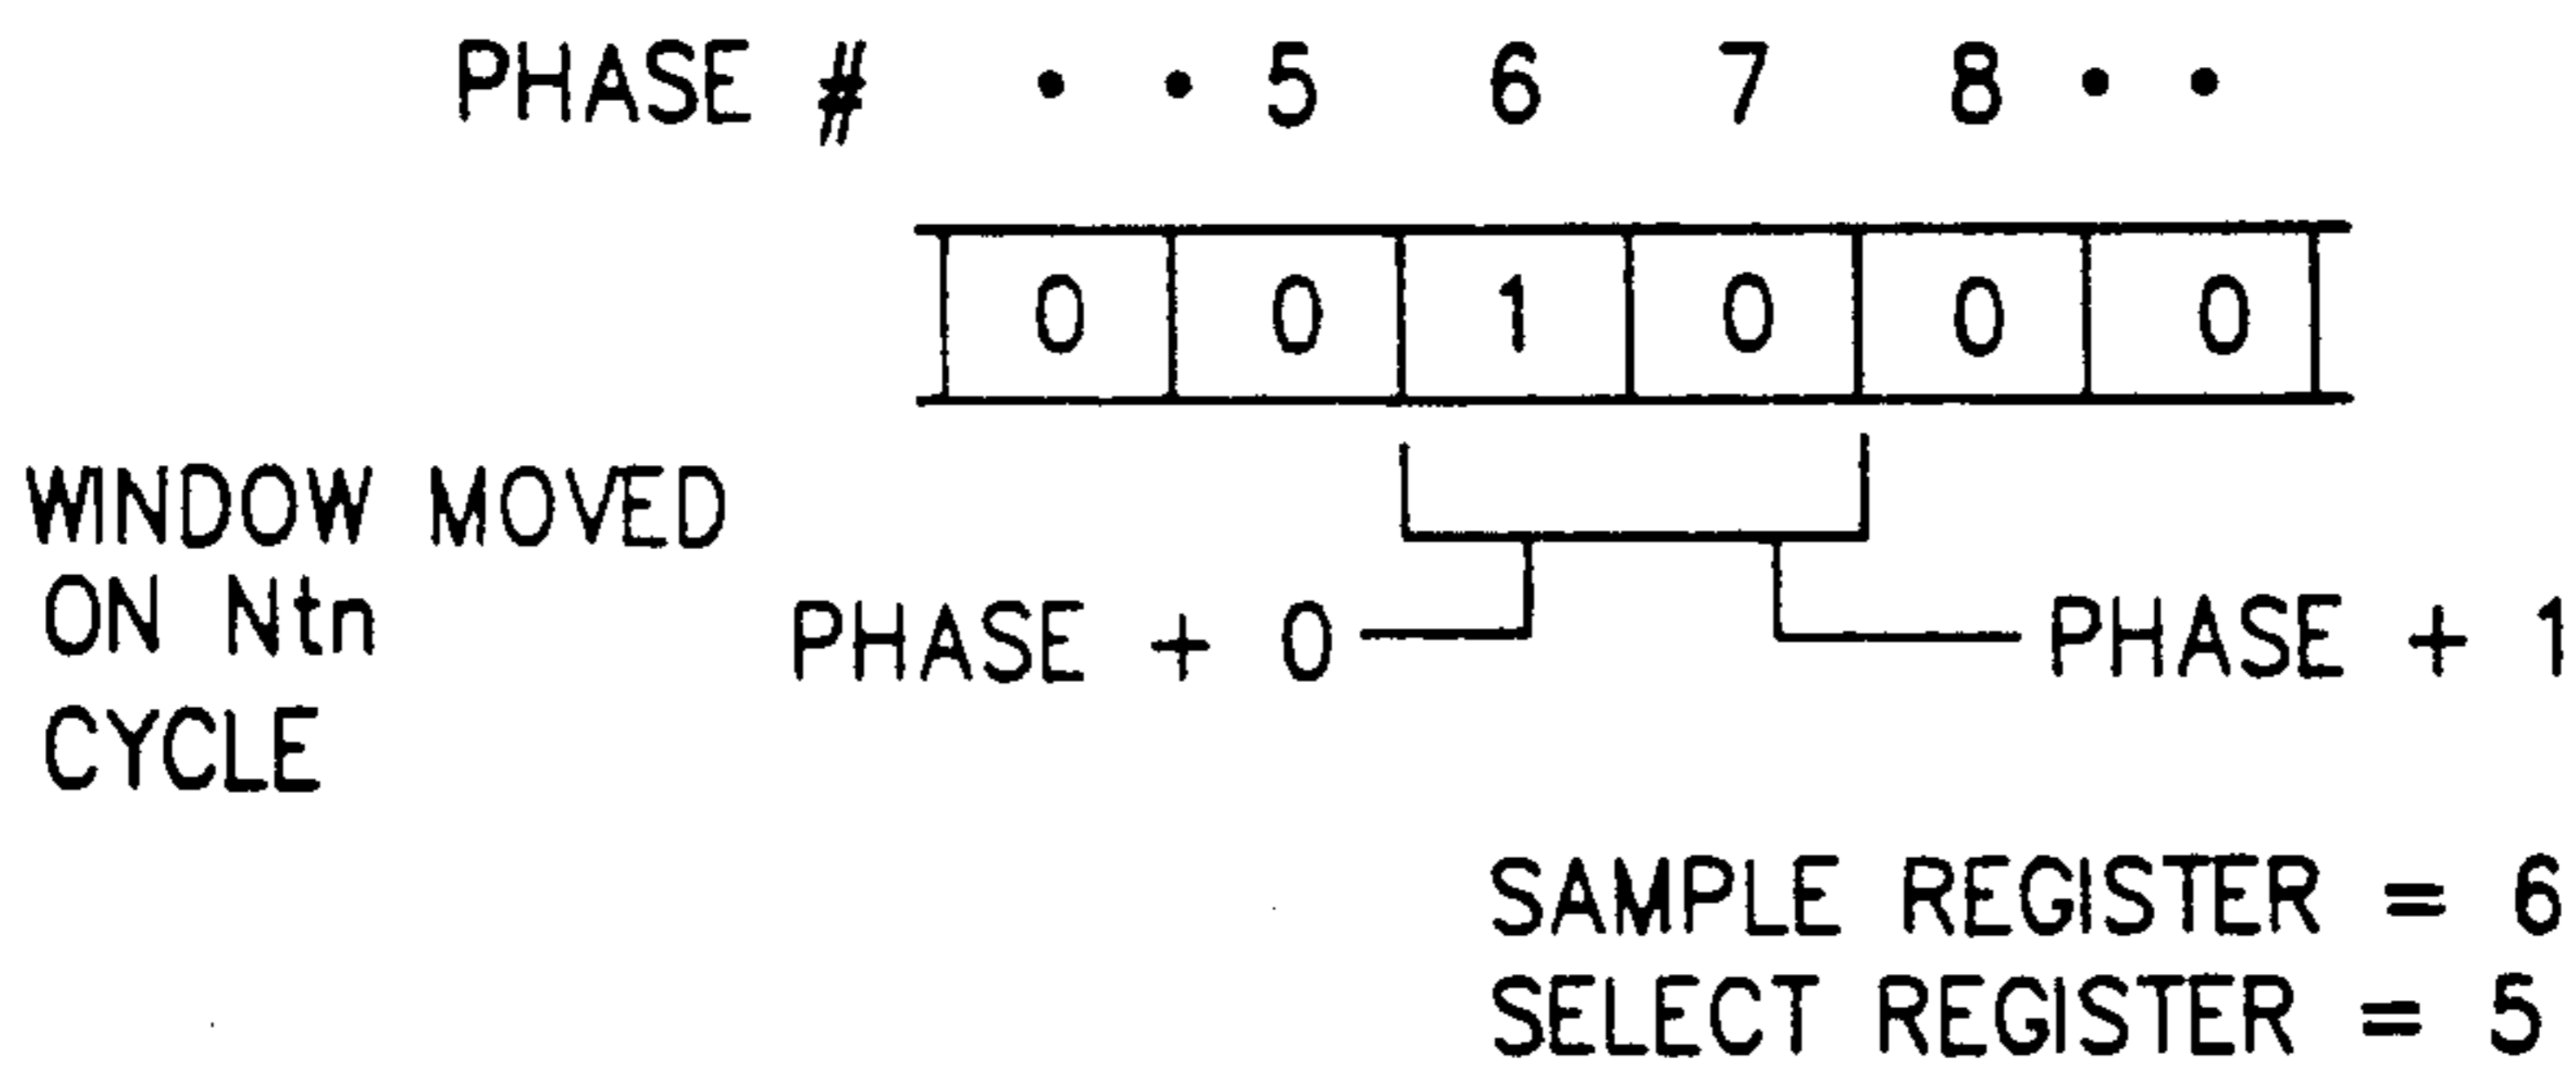 PHASE # • • 5 6 7 8 • •
0 0 1 0 0 0
WINDOW MOVED
ON Ntn
CYCLE
PHASE + 0
PHASE + 1
SAMPLE REGISTER = 6
SELECT REGISTER = 5